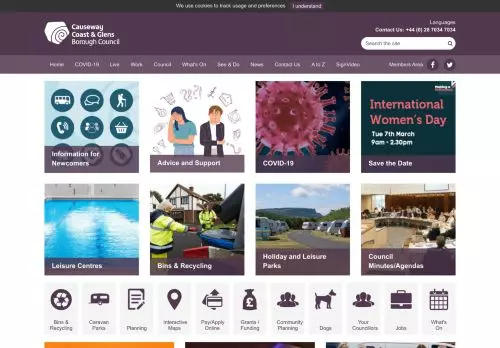 We use cookies to track usage and preferences I understand
Causeway
Coast & Glens
Borough Council
Languages
Contact Us: +44 (0) 28 7034 7034
Search the site
Home COVID-19 Live Work Council What's On See & Do News Contact Us A to Z SignVideo Members Area
Information for
Newcomers
Advice and Support
COVID-19
International
Women's Day
Tue 7th March
9am - 2.30pm
Save the Date
Leisure Centres
Bins & Recycling
Holiday and Leisure
Parks
Council
Minutes/Agendas
Bins &
Recycling
Caravan
Parks
Planning
Interactive
Maps
Pay/Apply
Online
Grants /
Funding
Community
Planning
Dogs
Your
Councillors
Jobs
What's
On